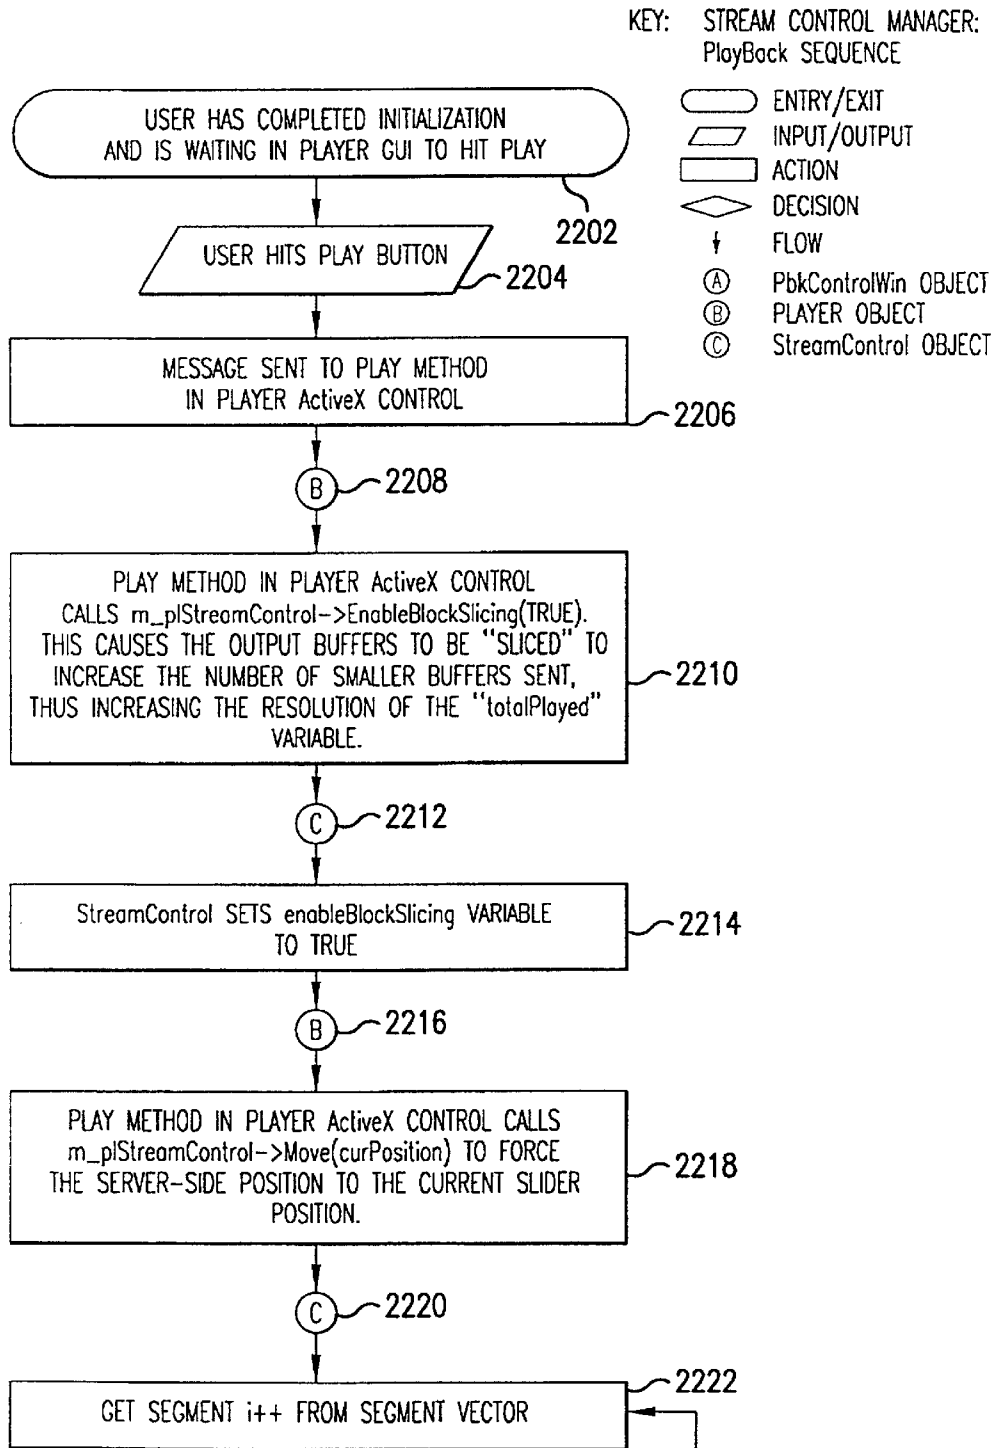 KEY: STREAM CONTROL MANAGER:
PlayBack SEQUENCE
ENTRY/EXIT
INPUT/OUTPUT
ACTION
DECISION
FLOW
A PbkControlWin OBJECT
B PLAYER OBJECT
C StreamControl OBJECT
USER HAS COMPLETED INITIALIZATION
AND IS WAITING IN PLAYER GUI TO HIT PLAY
2202
USER HITS PLAY BUTTON
2204
MESSAGE SENT TO PLAY METHOD
IN PLAYER ActiveX CONTROL
2206
B 2208
PLAY METHOD IN PLAYER ActiveX CONTROL
CALLS m_plStreamControl->EnableBlockSlicing(TRUE).
THIS CAUSES THE OUTPUT BUFFERS TO BE "SLICED" TO
INCREASE THE NUMBER OF SMALLER BUFFERS SENT,
THUS INCREASING THE RESOLUTION OF THE "totalPlayed"
VARIABLE.
2210
C 2212
StreamControl SETS enableBlockSlicing VARIABLE
TO TRUE
2214
B 2216
PLAY METHOD IN PLAYER ActiveX CONTROL CALLS
m_plStreamControl->Move(curPosition) TO FORCE
THE SERVER-SIDE POSITION TO THE CURRENT SLIDER
POSITION.
2218
C 2220
2222
GET SEGMENT i++ FROM SEGMENT VECTOR